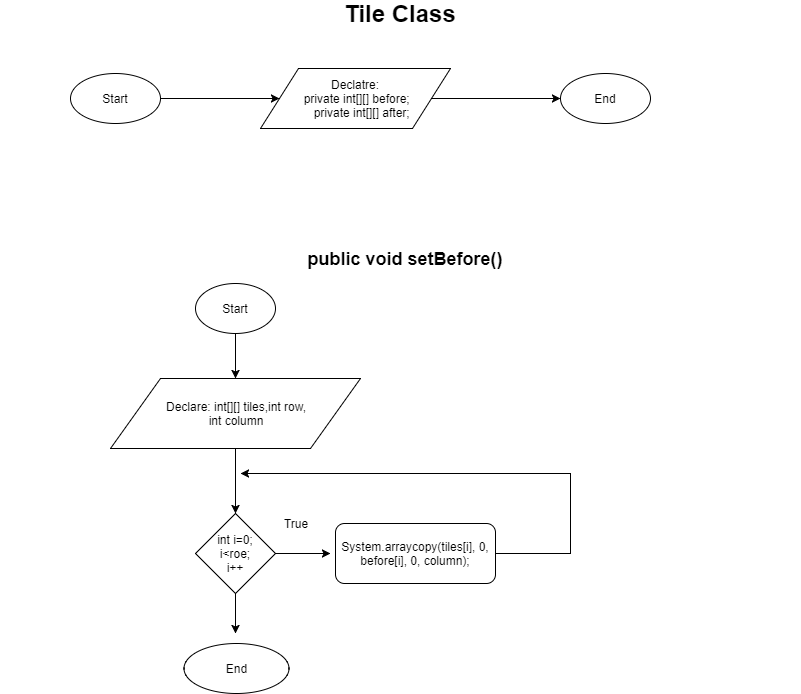 Tile Class
Start
Declatre:
private int[][] before;
private int[][] after;
End
public void setBefore()
Start
Declare: int[][] tiles,int row,
int column
True
int i=0;
i<roe;
i++
System.arraycopy(tiles[i], 0,
before[i], 0, column);
End